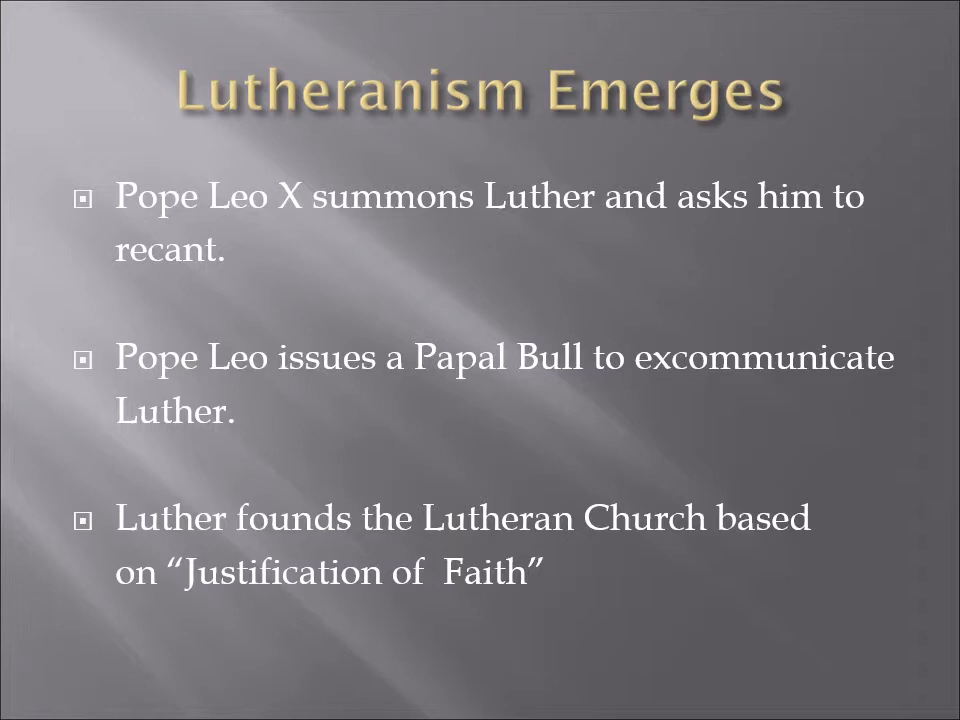 Lutheranism Emerges
Pope Leo X summons Luther and asks him to
recant.
Pope Leo issues a Papal Bull to excommunicate
Luther.
Luther founds the Lutheran Church based
on “Justification of  Faith”